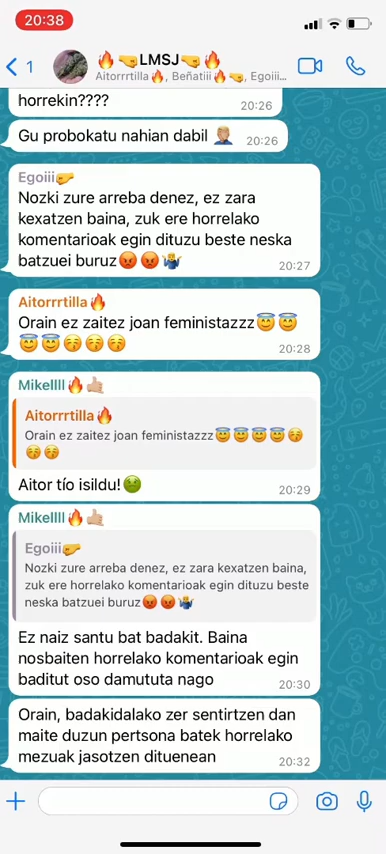 20:38
1
🔥🤜LMSJ🤜🔥
Aitorrrtilla🔥, Beñatiii🔥🤜, Egoiii...
horrekin????
20:26
Gu probokatu nahian dabil 🤦🏼‍♂️
20:26
Egoiii🤛
Nozki zure arreba denez, ez zara
kexatzen baina, zuk ere horrelako
komentarioak egin dituzu beste neska
batzuei buruz😡😡🤷‍♂️
20:27
Aitorrrtilla🔥
Orain ez zaitez joan feministazzz😇😇
😇😇😚😚😚
20:28
Mikellll🔥🤙🏼
Aitorrrtilla🔥
Orain ez zaitez joan feministazzz😇😇😇😇😚
😚😚
Aitor tío isildu!🤢
20:29
Mikellll🔥🤙🏼
Egoiii🤛
Nozki zure arreba denez, ez zara kexatzen baina,
zuk ere horrelako komentarioak egin dituzu beste
neska batzuei buruz😡😡🤷‍♂️
Ez naiz santu bat badakit. Baina
nosbaiten horrelako komentarioak egin
baditut oso damututa nago
20:30
Orain, badakidalako zer sentirtzen dan
maite duzun pertsona batek horrelako
mezuak jasotzen dituenean
20:32